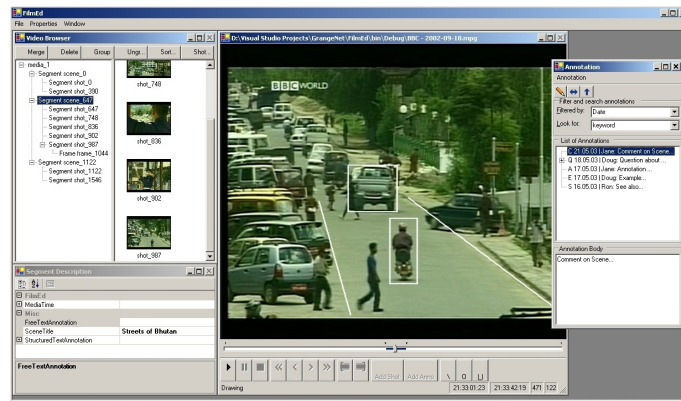 FilmEd
File Properties Window
Video Browser
Merge Delete Group Ungr... Sort... Shot...
media_1
Segment scene_0
Segment shot_0
Segment shot_390
Segment scene_647
Segment shot_647
Segment shot_748
Segment shot_836
Segment shot_902
Segment shot_987
Frame frame_1044
Segment scene_1122
Segment shot_1122
Segment shot_1546
shot_748
shot_836
shot_902
shot_987
Segment Description
FilmEd
MediaTime
Misc
FreeTextAnnotation
SceneTitle Streets of Bhutan
StructuredTextAnnotation
FreeTextAnnotation
D:\Visual Studio Projects\GrangeNet\FilmEd\bin\Debug\BBC - 2002-09-18.mpg
BBC WORLD
Add Shot Add Anno \ O U
Drawing 21:33:01:23 21:33:42:19 471 122
Annotation
Annotation
Filter and search annotations
Filtered by: Date
Look for: keyword
List of Annotations
C 21.05.03 | Jane: Comment on Scene...
Q 18.05.03 | Doug: Question about ...
A 17.05.03 | Jane: Annotation ...
E 17.05.03 | Doug: Example...
S 16.05.03 | Ron: See also...
Annotation Body
Comment on Scene...